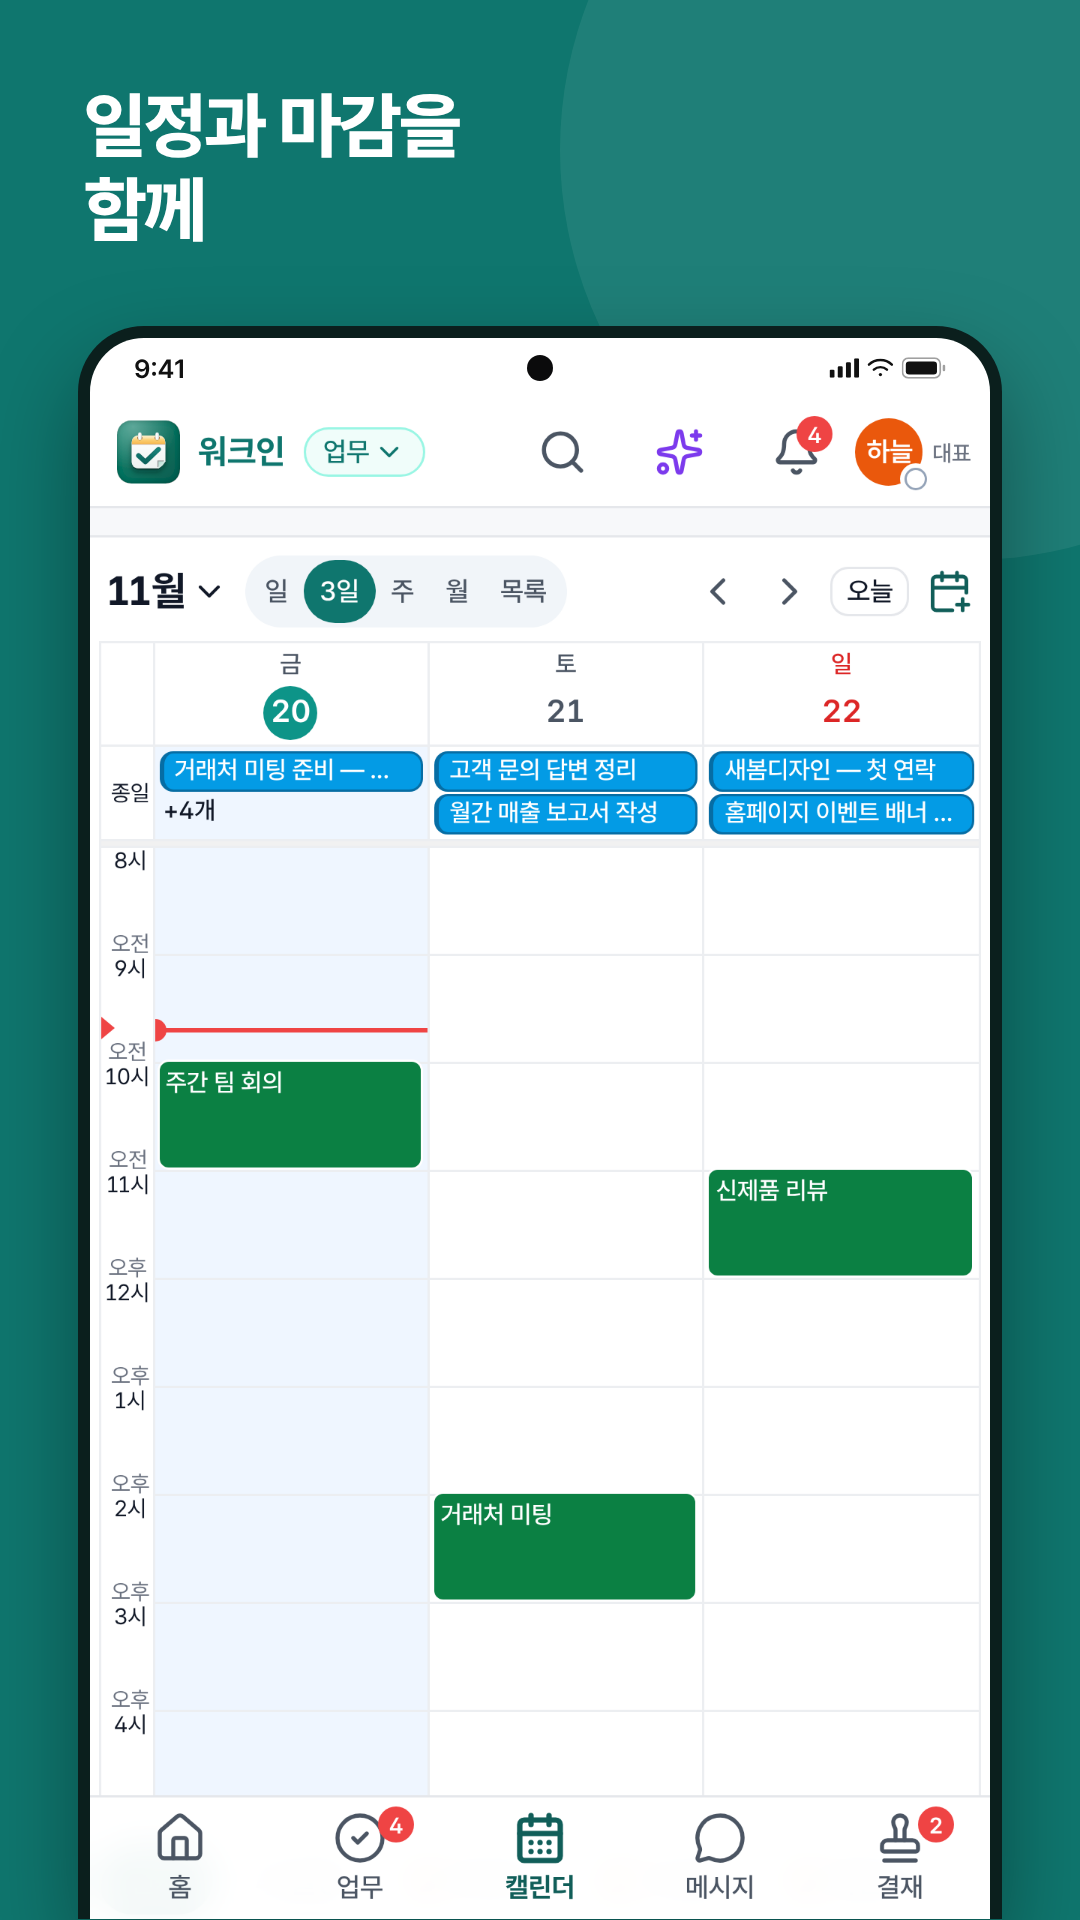 일정과 마감을
함께
9:41
워크인 업무 4 하늘 대표
11월 일 3일 주 월 목록 오늘
금 토 일
20 21 22
종일 거래처 미팅 준비 — ... 고객 문의 답변 정리 새봄디자인 — 첫 연락
+4개 월간 매출 보고서 작성 홈페이지 이벤트 배너 ...
8시
오전
9시
오전
10시 주간 팀 회의
오전
11시 신제품 리뷰
오후
12시
오후
1시
오후
2시 거래처 미팅
오후
3시
오후
4시
4 2
홈 업무 캘린더 메시지 결재